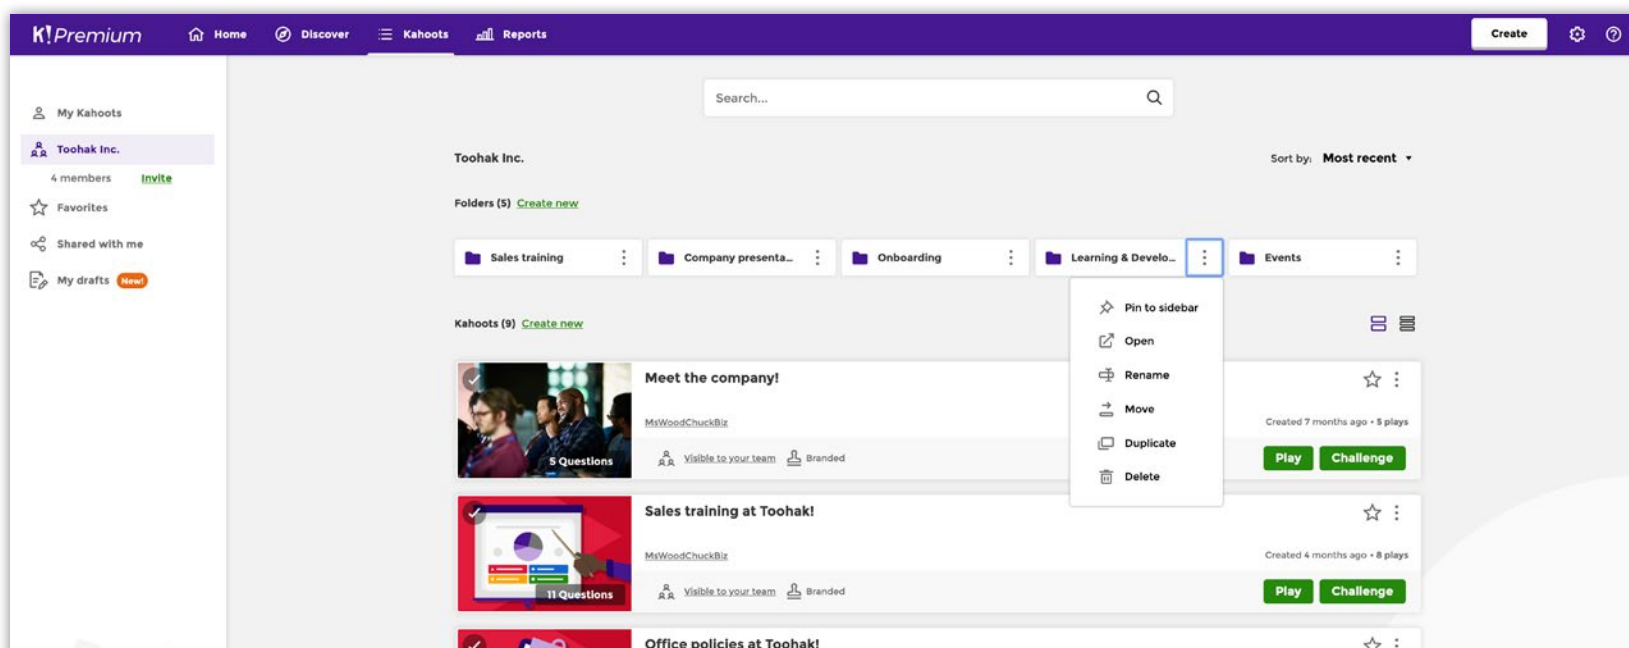 K! Premium
Home
Discover
Kahoots
Reports
Create
My Kahoots
Toohak Inc.
4 members Invite
Favorites
Shared with me
My drafts New!
Search...
Toohak Inc.
Sort by: Most recent
Folders (5) Create new
Sales training
Company presenta...
Onboarding
Learning & Develo...
Events
Pin to sidebar
Open
Rename
Move
Duplicate
Delete
Kahoots (9) Create new
5 Questions
Meet the company!
MsWoodChuckBiz
Created 7 months ago • 5 plays
Visible to your team Branded
Play Challenge
11 Questions
Sales training at Toohak!
MsWoodChuckBiz
Created 4 months ago • 8 plays
Visible to your team Branded
Play Challenge
Office policies at Toohak!